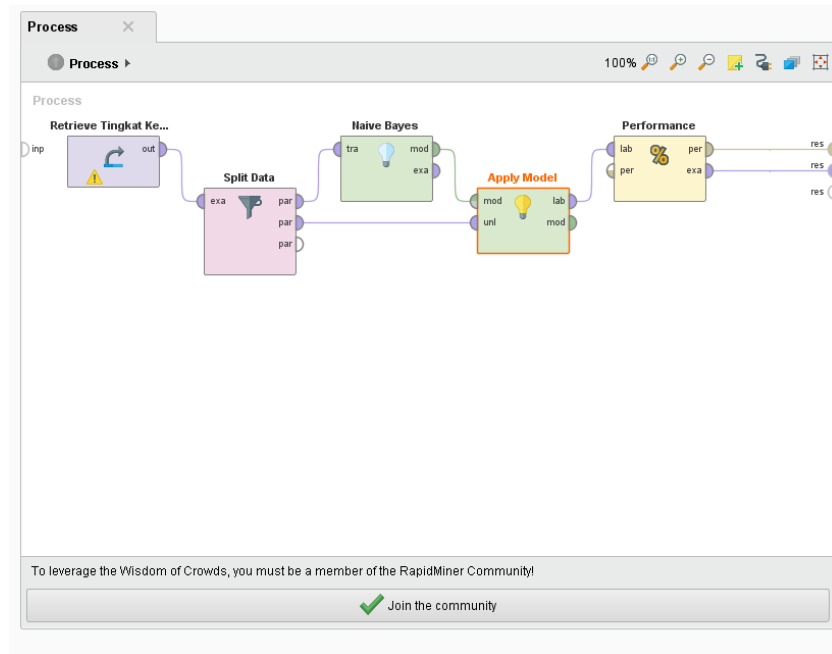 Process
Process
100%
Process
Retrieve Tingkat Ke...
inp
out
Split Data
exa
par
par
par
Naive Bayes
tra
mod
exa
Apply Model
mod
lab
unl
mod
Performance
lab
per
per
exa
res
res
res
To leverage the Wisdom of Crowds, you must be a member of the RapidMiner Community!
Join the community